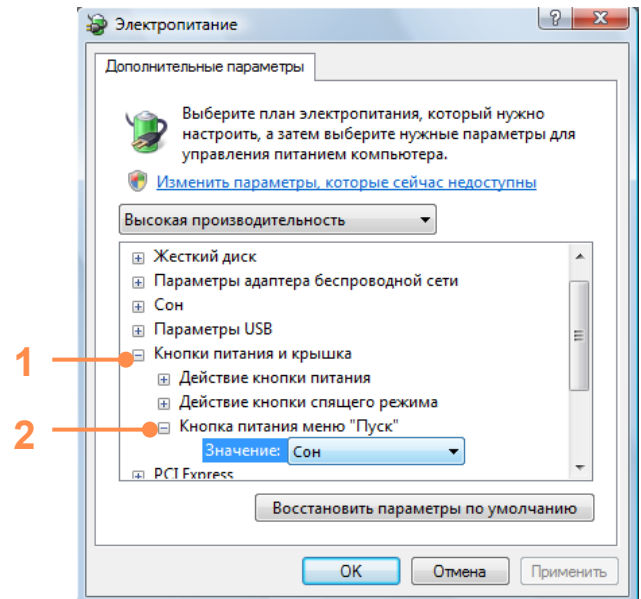 Электропитание
Дополнительные параметры
Выберите план электропитания, который нужно
настроить, а затем выберите нужные параметры для
управления питанием компьютера.
Изменить параметры, которые сейчас недоступны
Высокая производительность
Жесткий диск
Параметры адаптера беспроводной сети
Сон
Параметры USB
1 Кнопки питания и крышка
Действие кнопки питания
Действие кнопки спящего режима
2 Кнопка питания меню "Пуск"
Значение: Сон
PCI Express
Восстановить параметры по умолчанию
OK Отмена Применить